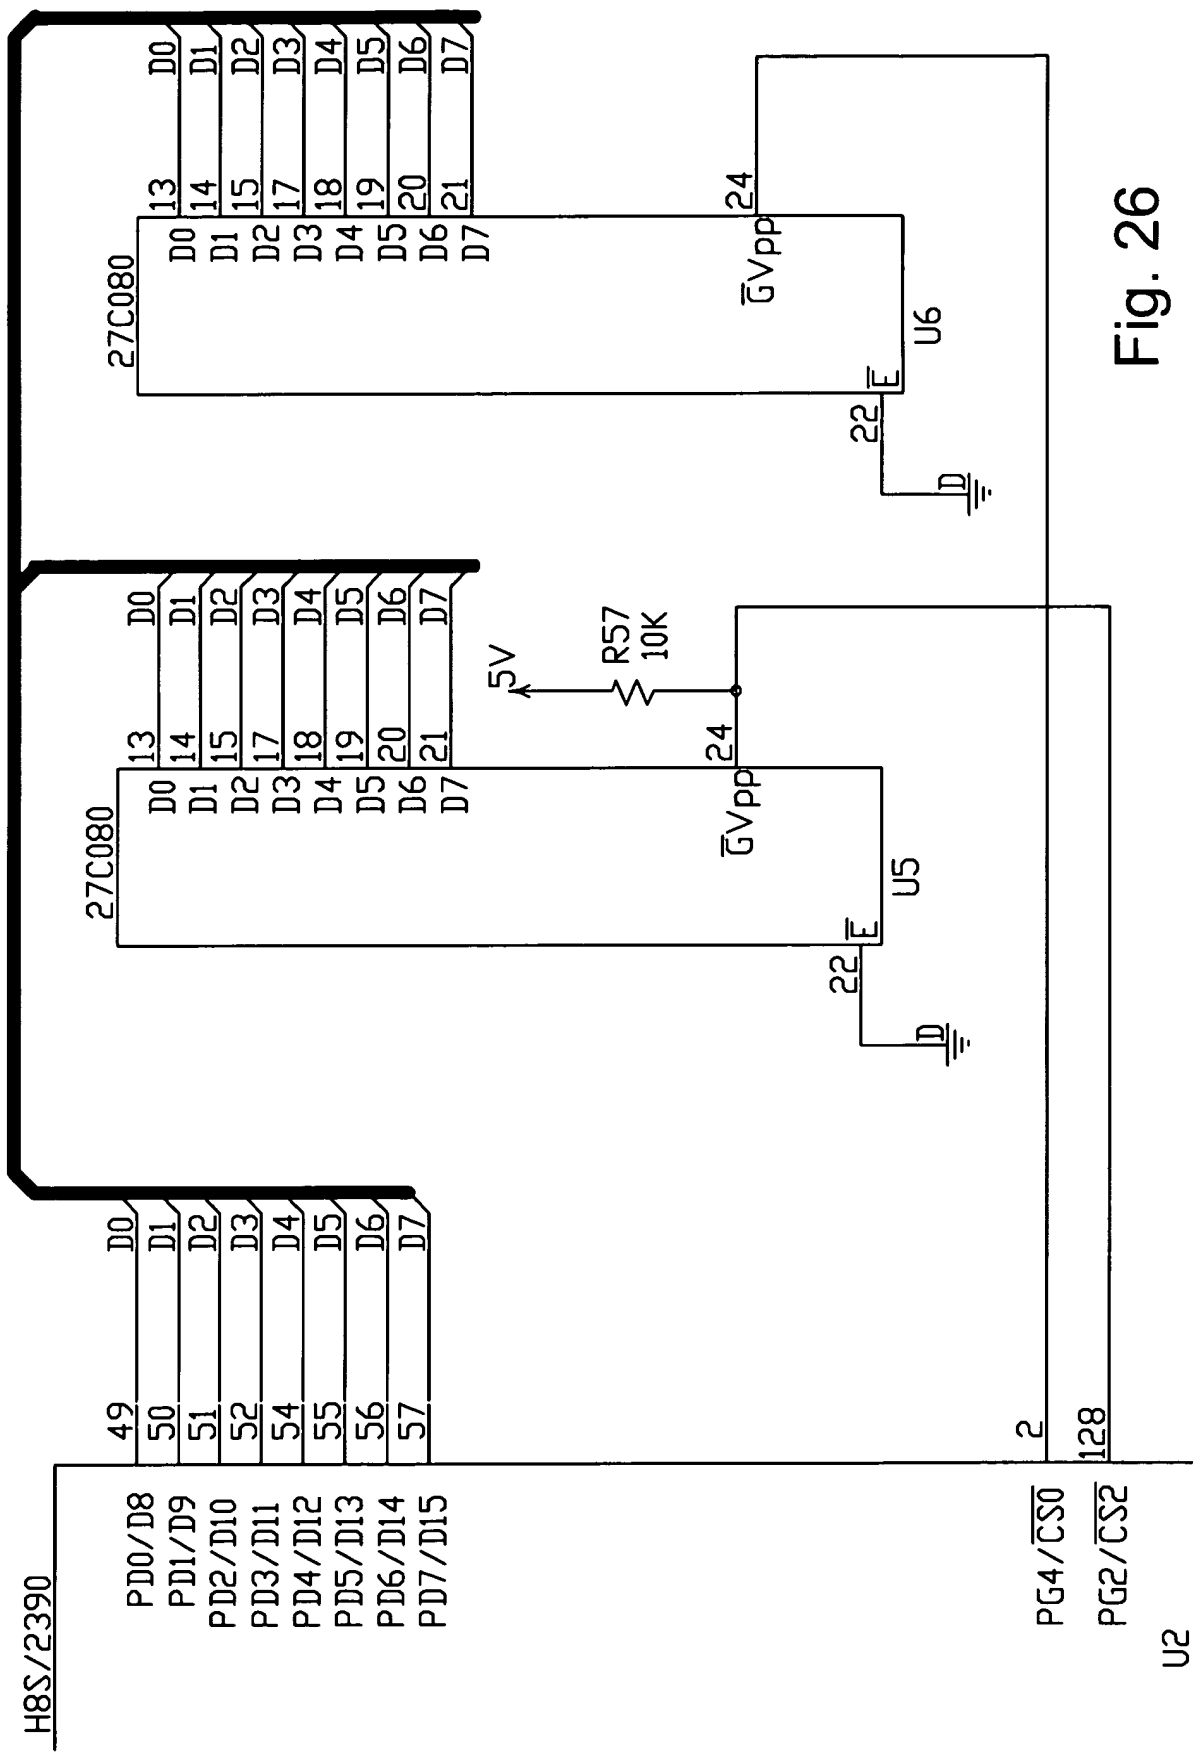 H8S/2390
PD0/D8
PD1/D9
PD2/D10
PD3/D11
PD4/D12
PD5/D13
PD6/D14
PD7/D15
PG4/CS0
PG2/CS2
U2
49
50
51
52
54
55
56
57
2
128
D0
D1
D2
D3
D4
D5
D6
D7
27C080
D0
D1
D2
D3
D4
D5
D6
D7
GVpp
E
U5
22
D
13
14
15
17
18
19
20
21
24
D0
D1
D2
D3
D4
D5
D6
D7
5V
R57
10K
27C080
D0
D1
D2
D3
D4
D5
D6
D7
GVpp
E
U6
22
D
13
14
15
17
18
19
20
21
24
D0
D1
D2
D3
D4
D5
D6
D7
Fig. 26